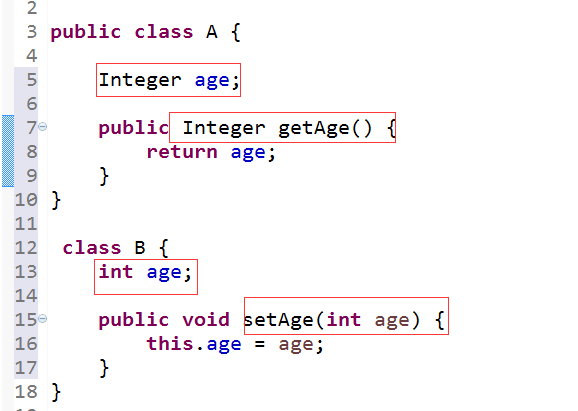 2
3 public class A {
4
5     Integer age;
6
7     public Integer getAge() {
8         return age;
9     }
10 }
11
12  class B {
13     int age;
14
15     public void setAge(int age) {
16         this.age = age;
17     }
18 }